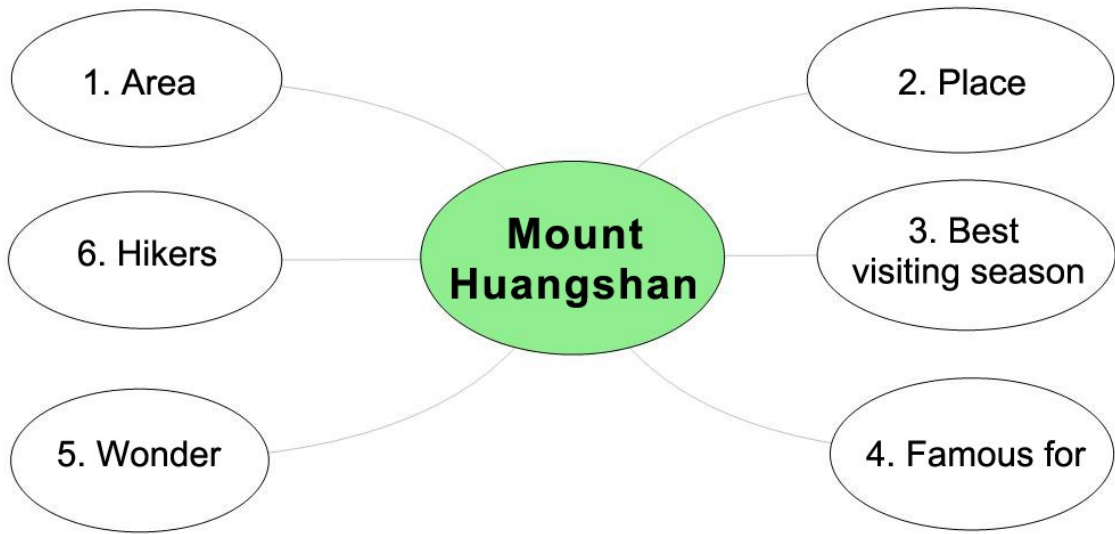 1. Area
2. Place
Mount
Huangshan
6. Hikers
3. Best
visiting season
5. Wonder
4. Famous for